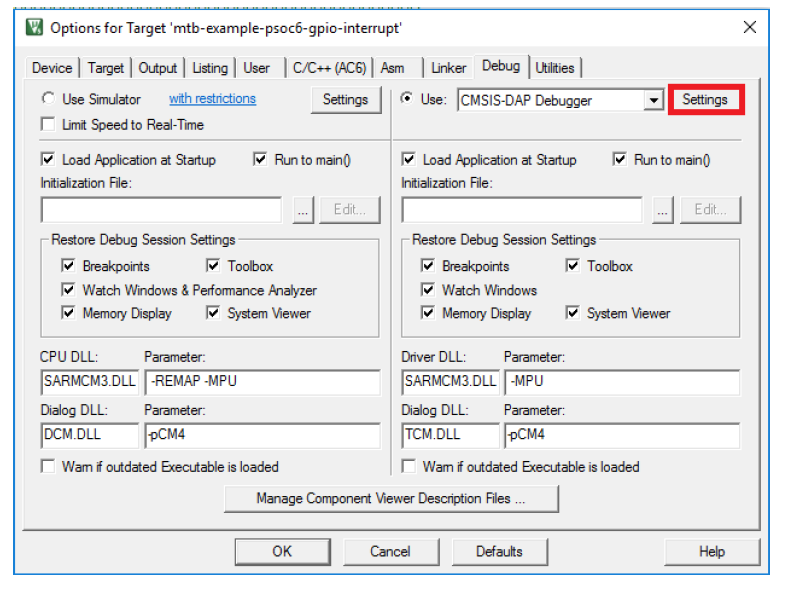 Options for Target 'mtb-example-psoc6-gpio-interrupt'
Device Target Output Listing User C/C++ (AC6) Asm Linker Debug Utilities
Use Simulator with restrictions Settings Use: CMSIS-DAP Debugger Settings
Limit Speed to Real-Time
Load Application at Startup Run to main() Load Application at Startup Run to main()
Initialization File: Initialization File:
... Edit... ... Edit...
Restore Debug Session Settings Restore Debug Session Settings
Breakpoints Toolbox Breakpoints Toolbox
Watch Windows & Performance Analyzer Watch Windows
Memory Display System Viewer Memory Display System Viewer
CPU DLL: Parameter: Driver DLL: Parameter:
SARMCM3.DLL -REMAP -MPU SARMCM3.DLL -MPU
Dialog DLL: Parameter: Dialog DLL: Parameter:
DCM.DLL -pCM4 TCM.DLL -pCM4
Warn if outdated Executable is loaded Warn if outdated Executable is loaded
Manage Component Viewer Description Files ...
OK Cancel Defaults Help